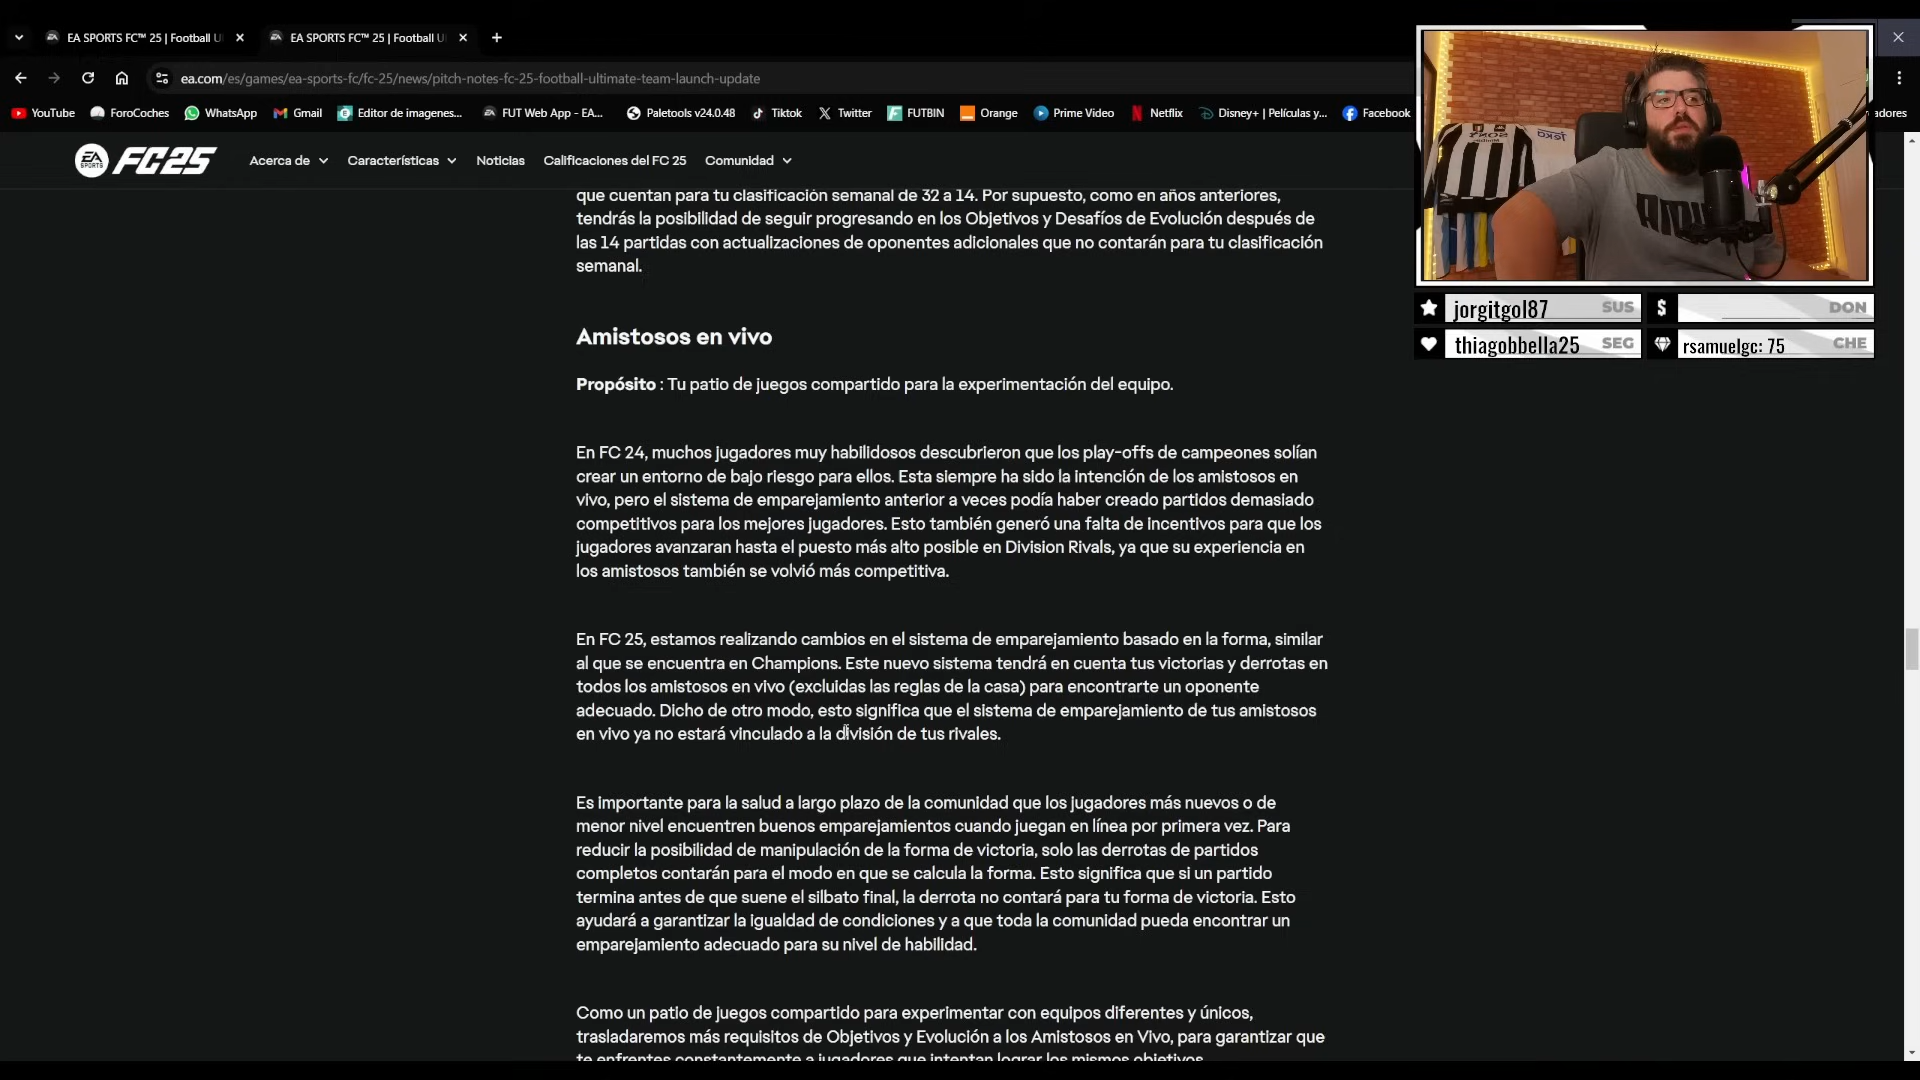 EA SPORTS FC™ 25 | Football U
EA SPORTS FC™ 25 | Football U
ea.com/es/games/ea-sports-fc/fc-25/news/pitch-notes-fc-25-football-ultimate-team-launch-update
YouTube
ForoCoches
WhatsApp
Gmail
Editor de imagenes...
FUT Web App - EA...
Paletools v24.0.48
Tiktok
Twitter
FUTBIN
Orange
Prime Video
Netflix
Disney+ | Películas y...
Facebook
adores
EA SPORTS FC25
Acerca de
Características
Noticias
Calificaciones del FC 25
Comunidad
que cuentan para tu clasificación semanal de 32 a 14. Por supuesto, como en años anteriores,
tendrás la posibilidad de seguir progresando en los Objetivos y Desafíos de Evolución después de
las 14 partidas con actualizaciones de oponentes adicionales que no contarán para tu clasificación
semanal.
Amistosos en vivo
Propósito : Tu patio de juegos compartido para la experimentación del equipo.
En FC 24, muchos jugadores muy habilidosos descubrieron que los play-offs de campeones solían
crear un entorno de bajo riesgo para ellos. Esta siempre ha sido la intención de los amistosos en
vivo, pero el sistema de emparejamiento anterior a veces podía haber creado partidos demasiado
competitivos para los mejores jugadores. Esto también generó una falta de incentivos para que los
jugadores avanzaran hasta el puesto más alto posible en Division Rivals, ya que su experiencia en
los amistosos también se volvió más competitiva.
En FC 25, estamos realizando cambios en el sistema de emparejamiento basado en la forma, similar
al que se encuentra en Champions. Este nuevo sistema tendrá en cuenta tus victorias y derrotas en
todos los amistosos en vivo (excluidas las reglas de la casa) para encontrarte un oponente
adecuado. Dicho de otro modo, esto significa que el sistema de emparejamiento de tus amistosos
en vivo ya no estará vinculado a la división de tus rivales.
Es importante para la salud a largo plazo de la comunidad que los jugadores más nuevos o de
menor nivel encuentren buenos emparejamientos cuando juegan en línea por primera vez. Para
reducir la posibilidad de manipulación de la forma de victoria, solo las derrotas de partidos
completos contarán para el modo en que se calcula la forma. Esto significa que si un partido
termina antes de que suene el silbato final, la derrota no contará para tu forma de victoria. Esto
ayudará a garantizar la igualdad de condiciones y a que toda la comunidad pueda encontrar un
emparejamiento adecuado para su nivel de habilidad.
Como un patio de juegos compartido para experimentar con equipos diferentes y únicos,
trasladaremos más requisitos de Objetivos y Evolución a los Amistosos en Vivo, para garantizar que
te enfrentes constantemente a jugadores que intentan lograr los mismos objetivos.
jorgitgol87 SUS
$ DON
thiagobbella25 SEG
rsamuelgc: 75 CHE